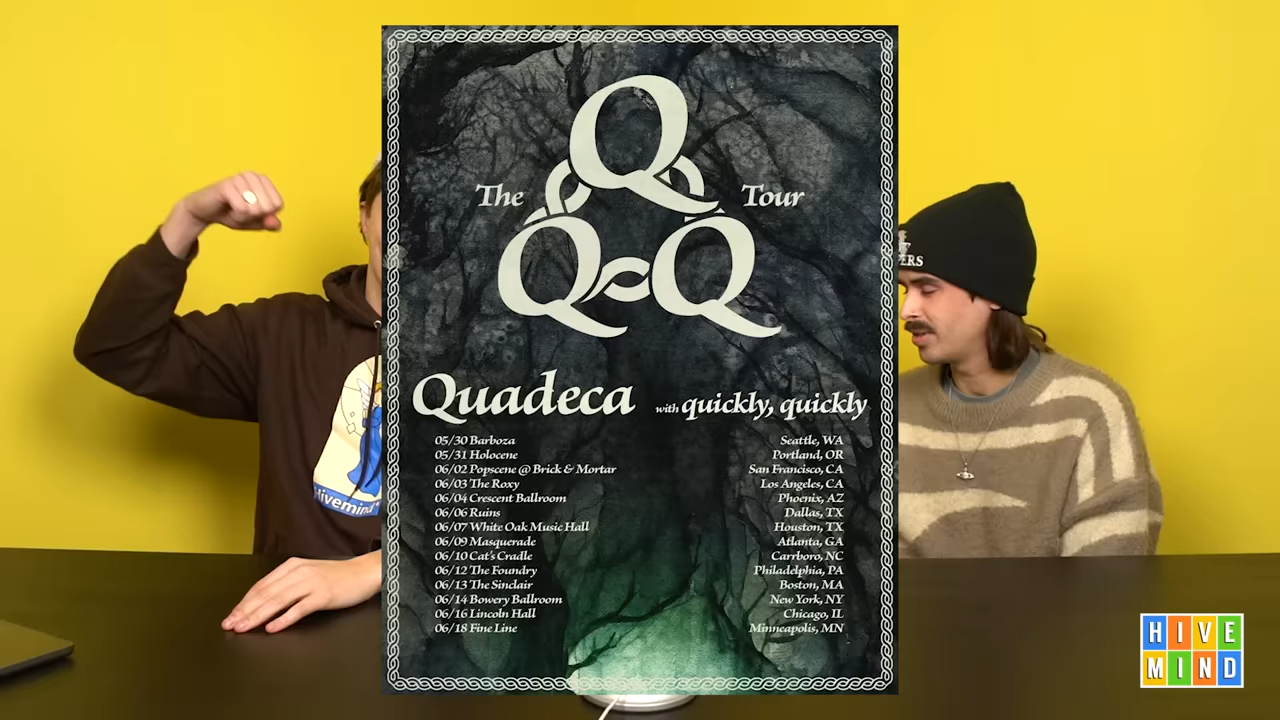 Q
The Tour
Q Q
Quadeca with quickly, quickly
05/30 Barboza Seattle, WA
05/31 Holocene Portland, OR
06/02 Popscene @ Brick & Mortar San Francisco, CA
06/03 The Roxy Los Angeles, CA
06/04 Crescent Ballroom Phoenix, AZ
06/06 Ruins Dallas, TX
06/07 White Oak Music Hall Houston, TX
06/09 Masquerade Atlanta, GA
06/10 Cat's Cradle Carrboro, NC
06/12 The Foundry Philadelphia, PA
06/13 The Sinclair Boston, MA
06/14 Bowery Ballroom New York, NY
06/16 Lincoln Hall Chicago, IL
06/18 Fine Line Minneapolis, MN
ERS
Hivemind
HIVE
MIND